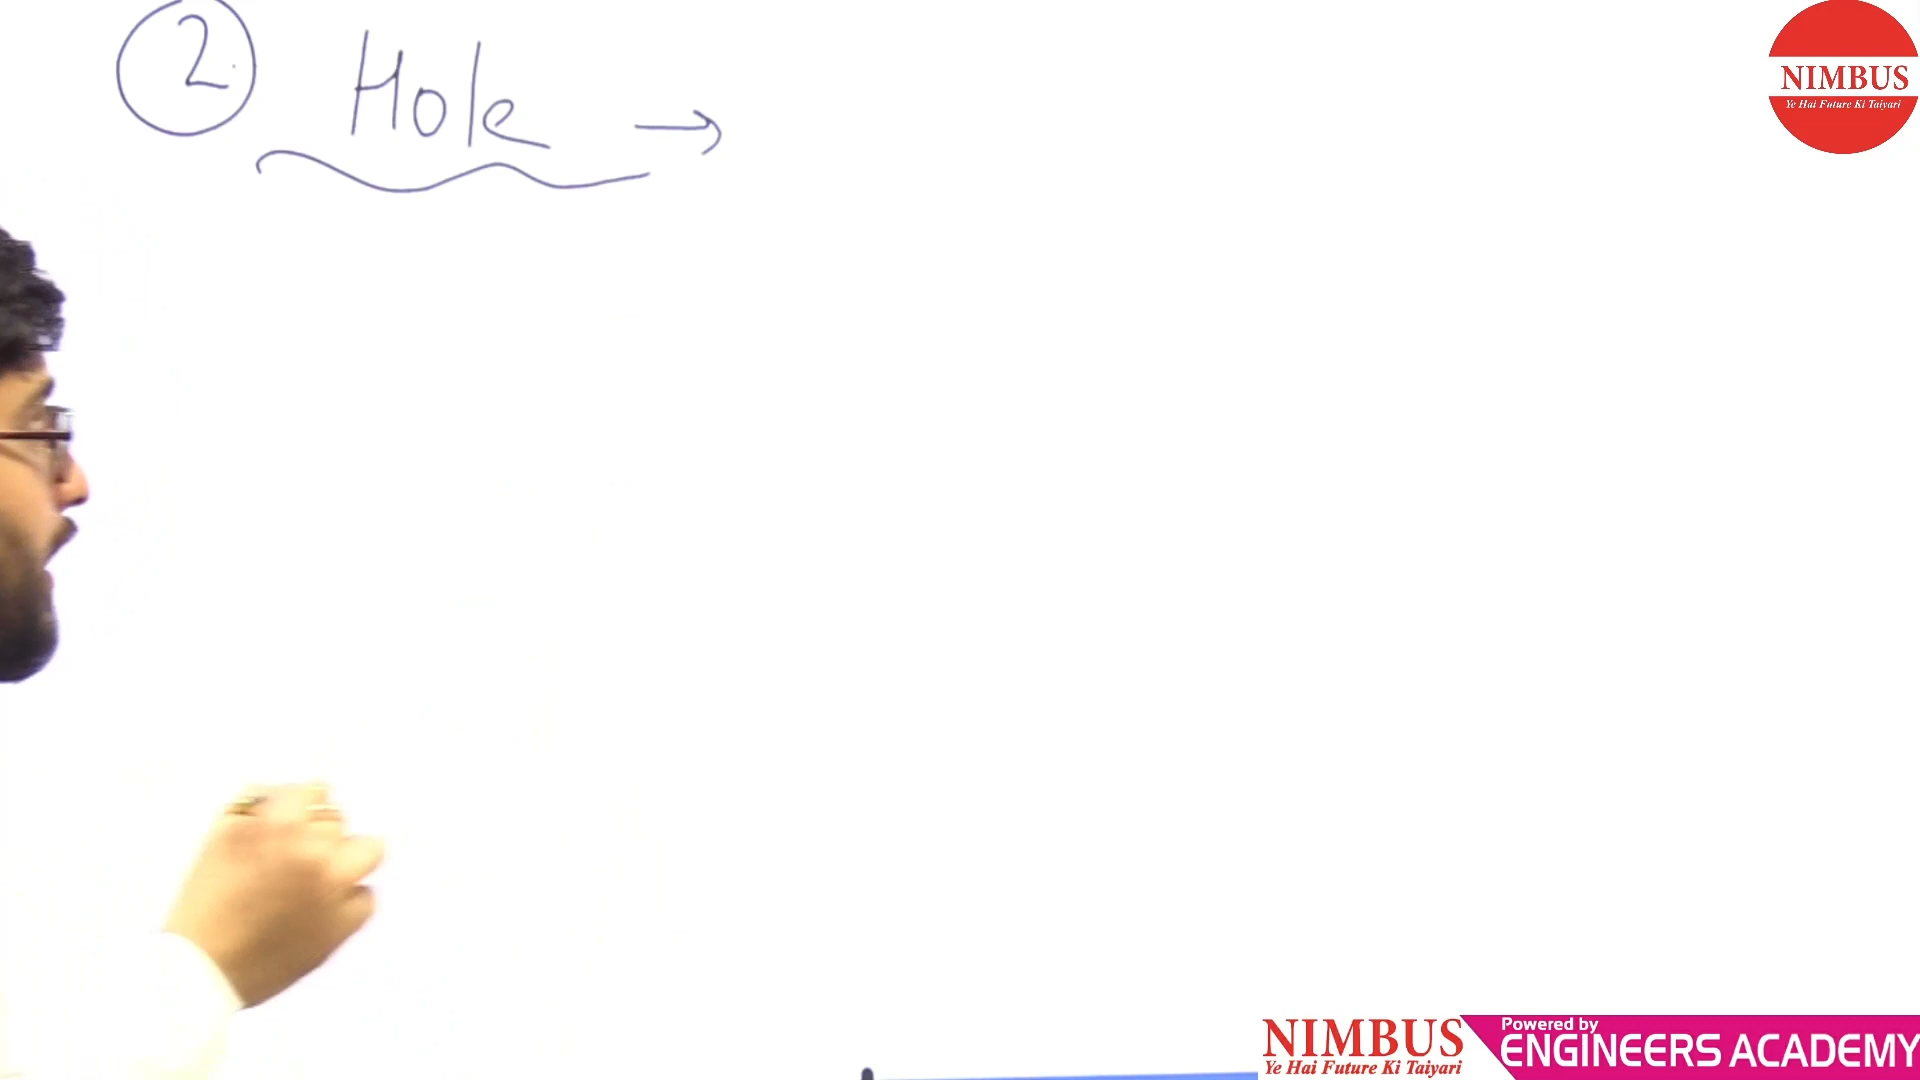 ② Hole →
NIMBUS
Ye Hai Future Ki Taiyari
NIMBUS
Ye Hai Future Ki Taiyari
Powered by
ENGINEERS ACADEMY